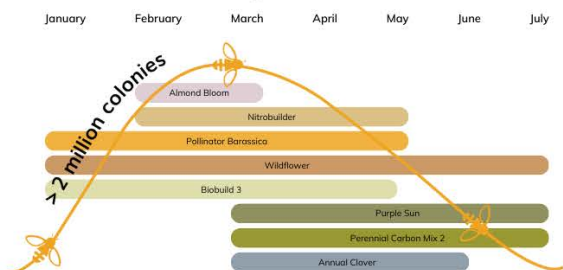 January February March April May June July
> 2 million colonies
Almond Bloom
Nitrobuilder
Pollinator Barassica
Wildflower
Biobuild 3
Purple Sun
Perennial Carbon Mix 2
Annual Clover